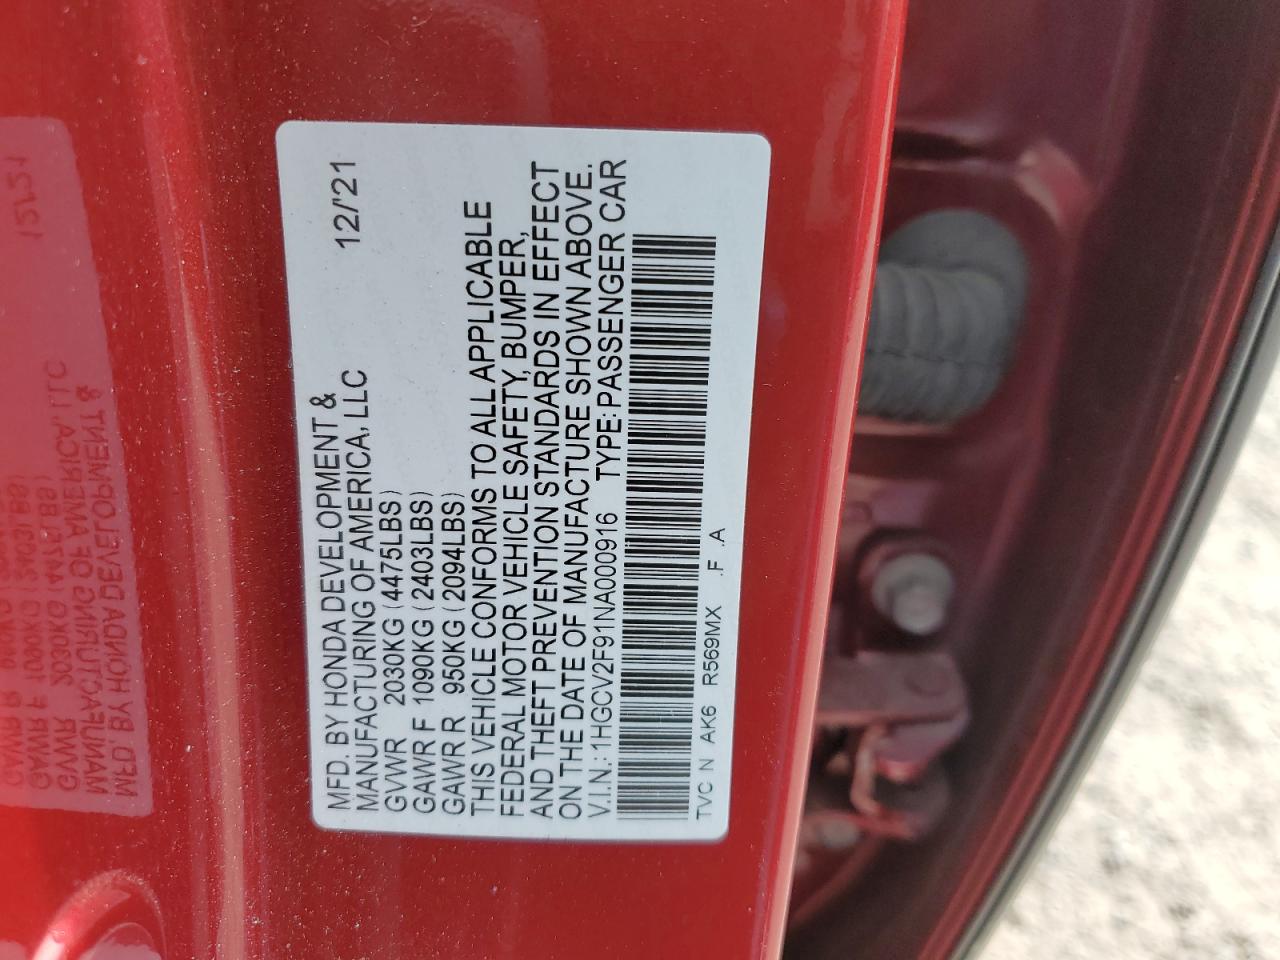 MFD. BY HONDA DEVELOPMENT &
MANUFACTURING OF AMERICA, LLC 12/'21
GVWR 2030KG (4475LBS)
GAWR F 1090KG (2403LBS)
GAWR R 950KG (2094LBS)
THIS VEHICLE CONFORMS TO ALL APPLICABLE
FEDERAL MOTOR VEHICLE SAFETY, BUMPER,
AND THEFT PREVENTION STANDARDS IN EFFECT
ON THE DATE OF MANUFACTURE SHOWN ABOVE.
V.I.N.: 1HGCV2F91NA000916 TYPE: PASSENGER CAR
TVC N AK6 R569MX .F .A